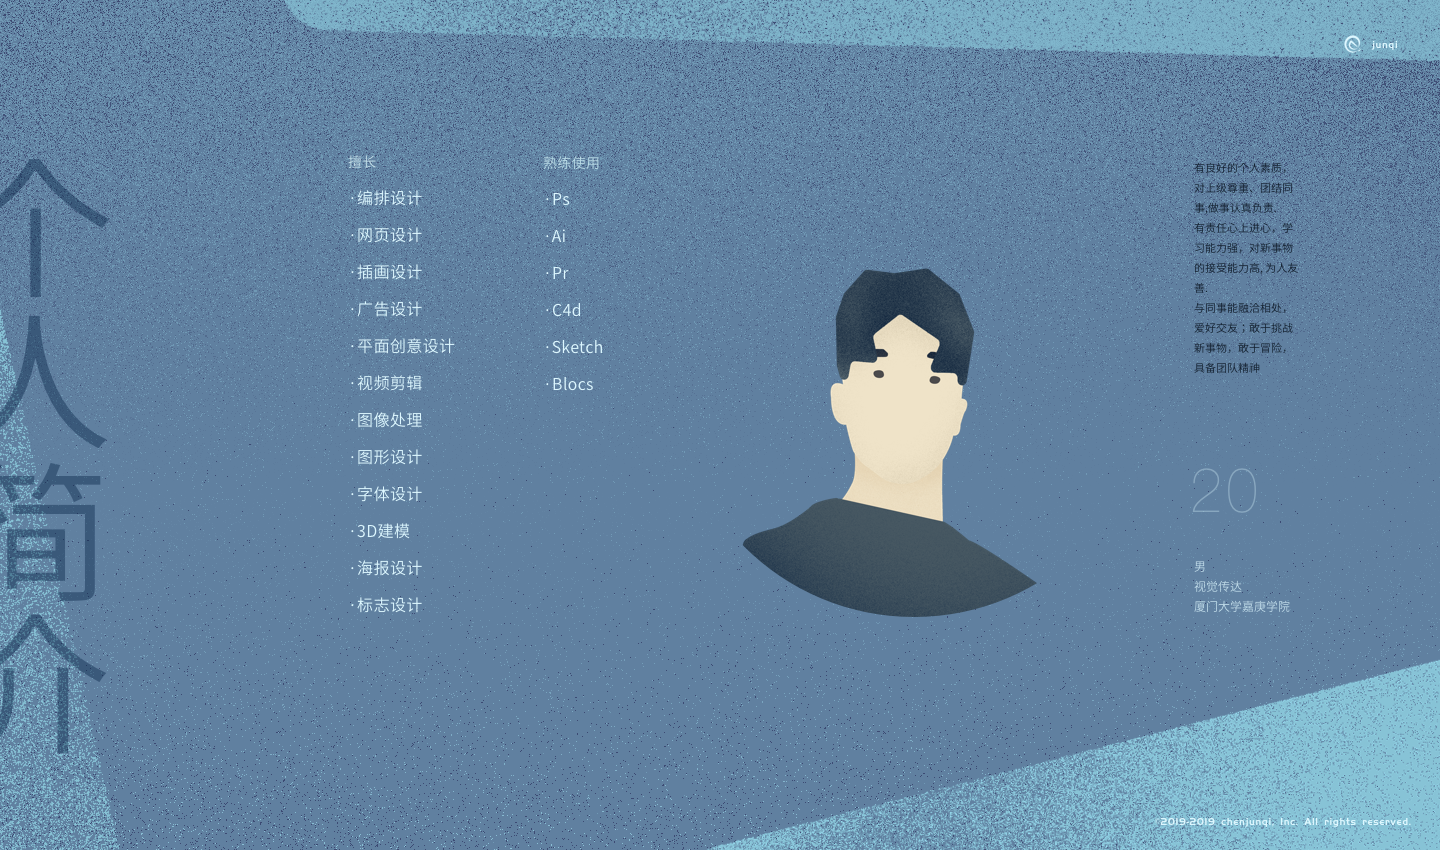 junqi
个人简介
擅长
·编排设计
·网页设计
·插画设计
·广告设计
·平面创意设计
·视频剪辑
·图像处理
·图形设计
·字体设计
·3D建模
·海报设计
·标志设计
熟练使用
·Ps
·Ai
·Pr
·C4d
·Sketch
·Blocs
有良好的个人素质，
对上级尊重、团结同
事,做事认真负责.
有责任心上进心，学
习能力强，对新事物
的接受能力高, 为人友
善.
与同事能融洽相处，
爱好交友；敢于挑战
新事物，敢于冒险，
具备团队精神
20
男
视觉传达
厦门大学嘉庚学院
2019-2019 chenjunqi, Inc. All rights reserved.